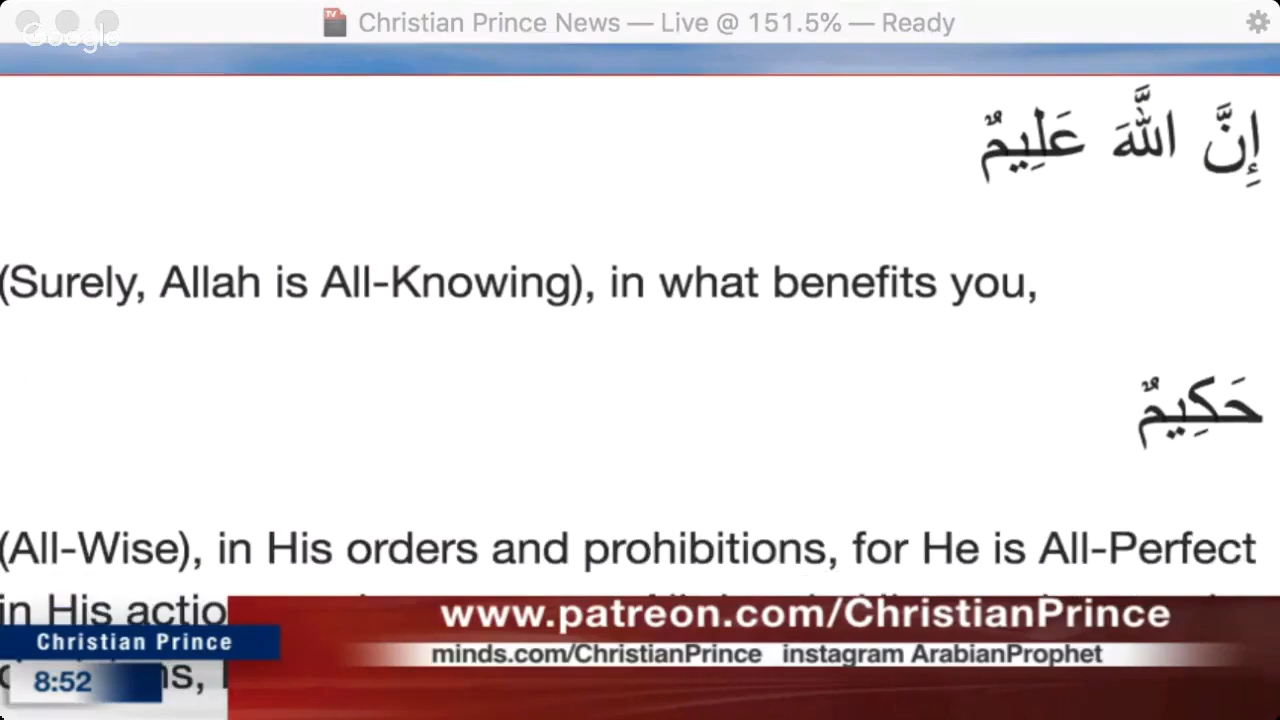 Christian Prince News — Live @ 151.5% — Ready
Google
إِنَّ اللَّهَ عَلِيمٌ
(Surely, Allah is All-Knowing), in what benefits you,
حَكِيمٌ
(All-Wise), in His orders and prohibitions, for He is All-Perfect
in His actio
www.patreon.com/ChristianPrince
Christian Prince
minds.com/ChristianPrince instagram ArabianProphet
8:52